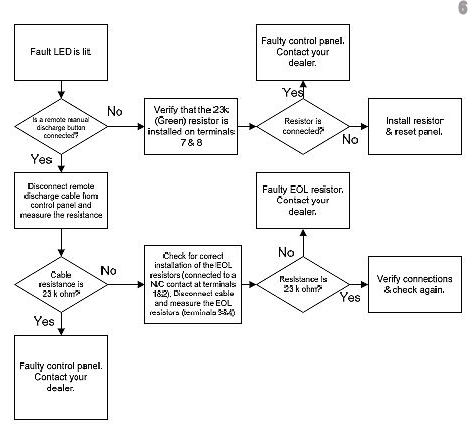 6
Fault LED is lit.
Faulty control panel.
Contact your
dealer.
Yes
Is a remote manual
discharge button
connected?
No
Verify that the 23k
(Green) resistor is
installed on terminals
7 & 8
Resistor is
connected?
No
Install resistor
& reset panel.
Yes
Disconnect remote
discharge cable from
control panel and
measure the resistance
Faulty EOL resistor.
Contact your
dealer.
No
Cable
resistance is
23 k ohm?
No
Check for correct
installation of the EOL
resistors (connected to a
N/C contact at terminals
1&2). Disconnect cable
and measure the EOL
resistors (terminals 3&4)
Resistance is
23 k ohm?
Yes
Verify connections
& check again.
Yes
Faulty control panel.
Contact your
dealer.